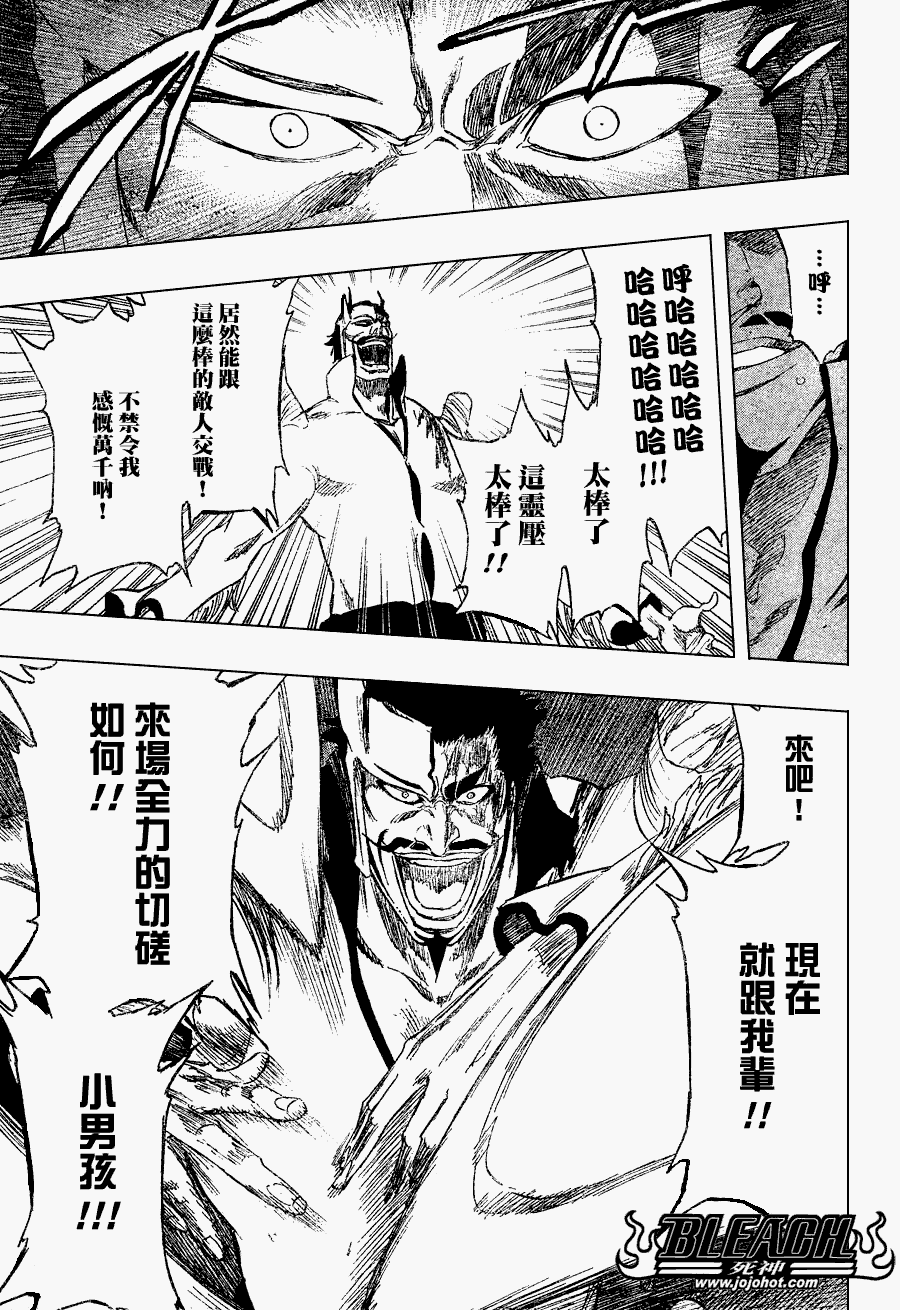 …呼…
呼哈哈哈哈哈
哈哈哈哈哈哈
!!!
太棒了
這靈壓
太棒了!!
居然能跟
這麼棒的敵人交戰！
不禁令我
感慨萬千吶！
來吧！
現在
就跟我輩!!
來場全力的切磋
如何!!
小男孩!!!
BLEACH
死神
www.jojohot.com